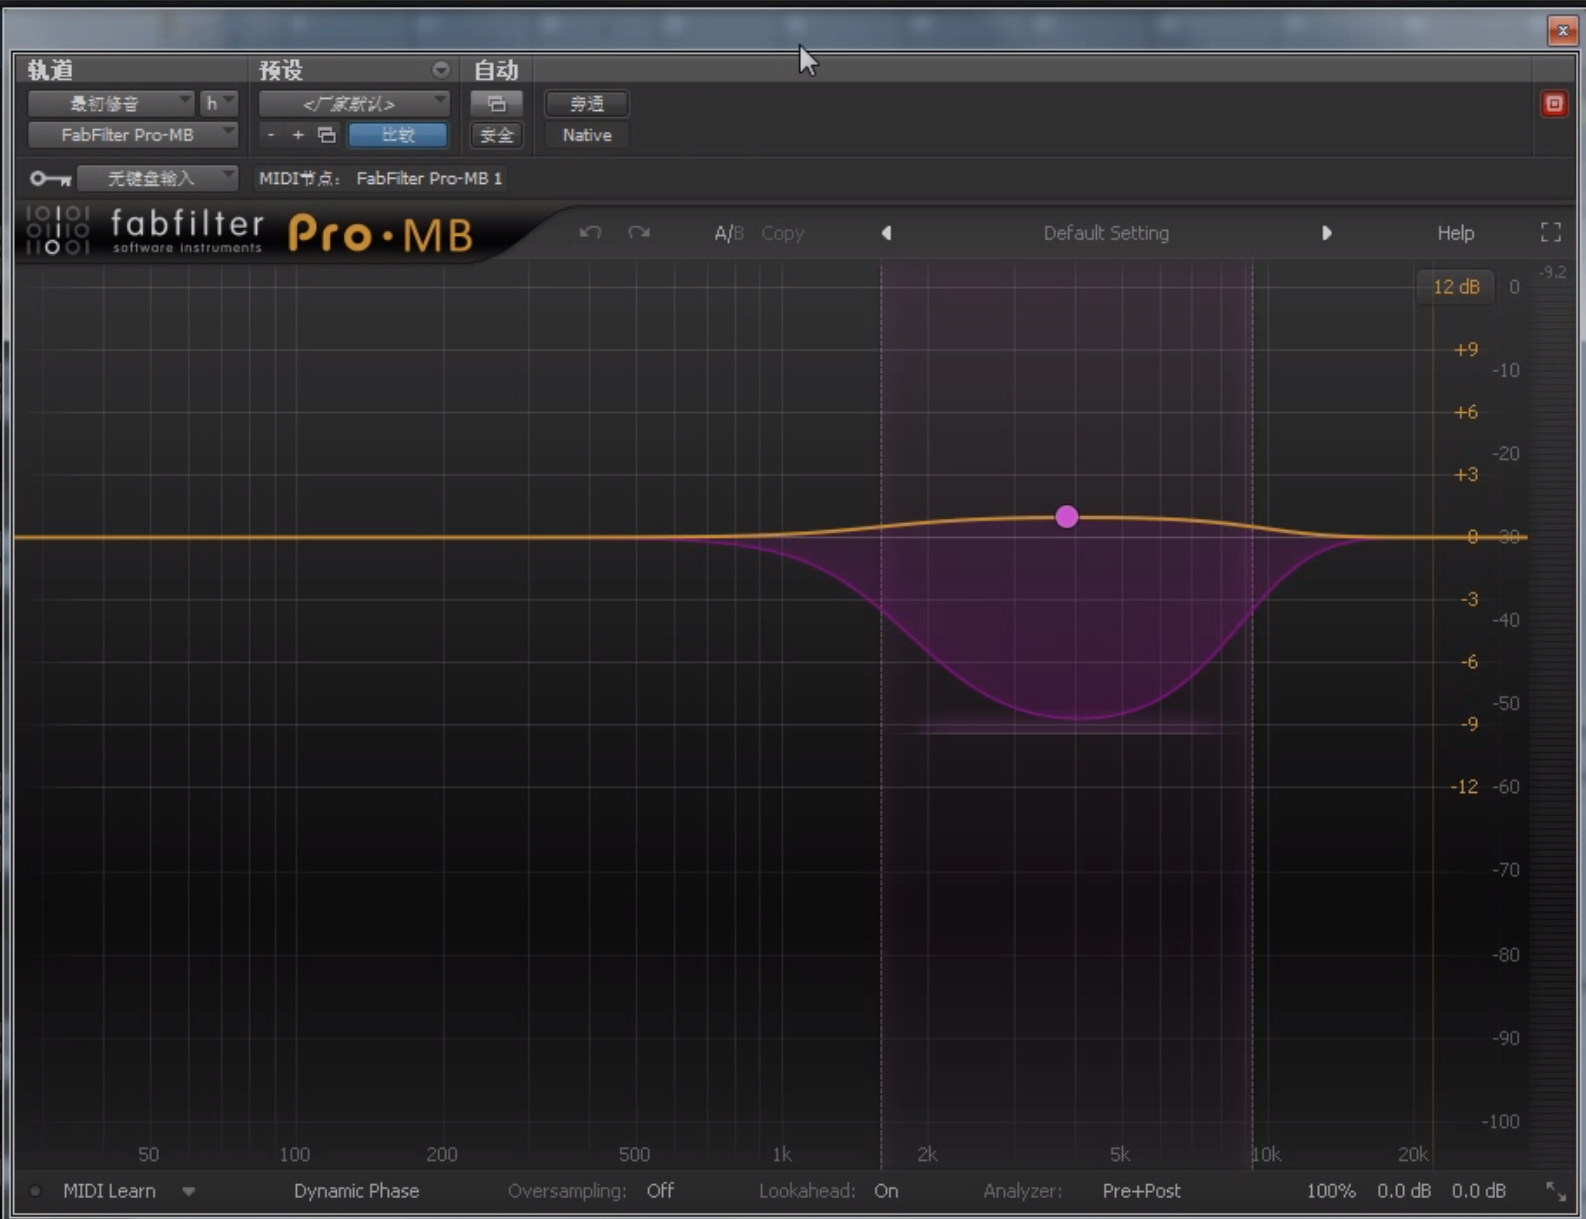 轨道 预设 自动
最初修音 h <厂家默认> 旁通
FabFilter Pro-MB - + 比较 安全 Native
无键盘输入 MIDI节点: FabFilter Pro-MB 1
fabfilter Pro·MB
software instruments
A/B Copy Default Setting Help
-9.2
12 dB 0
+9
-10
+6
-20
+3
0 -30
-3
-40
-6
-50
-9
-12 -60
-70
-80
-90
-100
50 100 200 500 1k 2k 5k 10k 20k
MIDI Learn Dynamic Phase Oversampling: Off Lookahead: On Analyzer: Pre+Post 100% 0.0 dB 0.0 dB